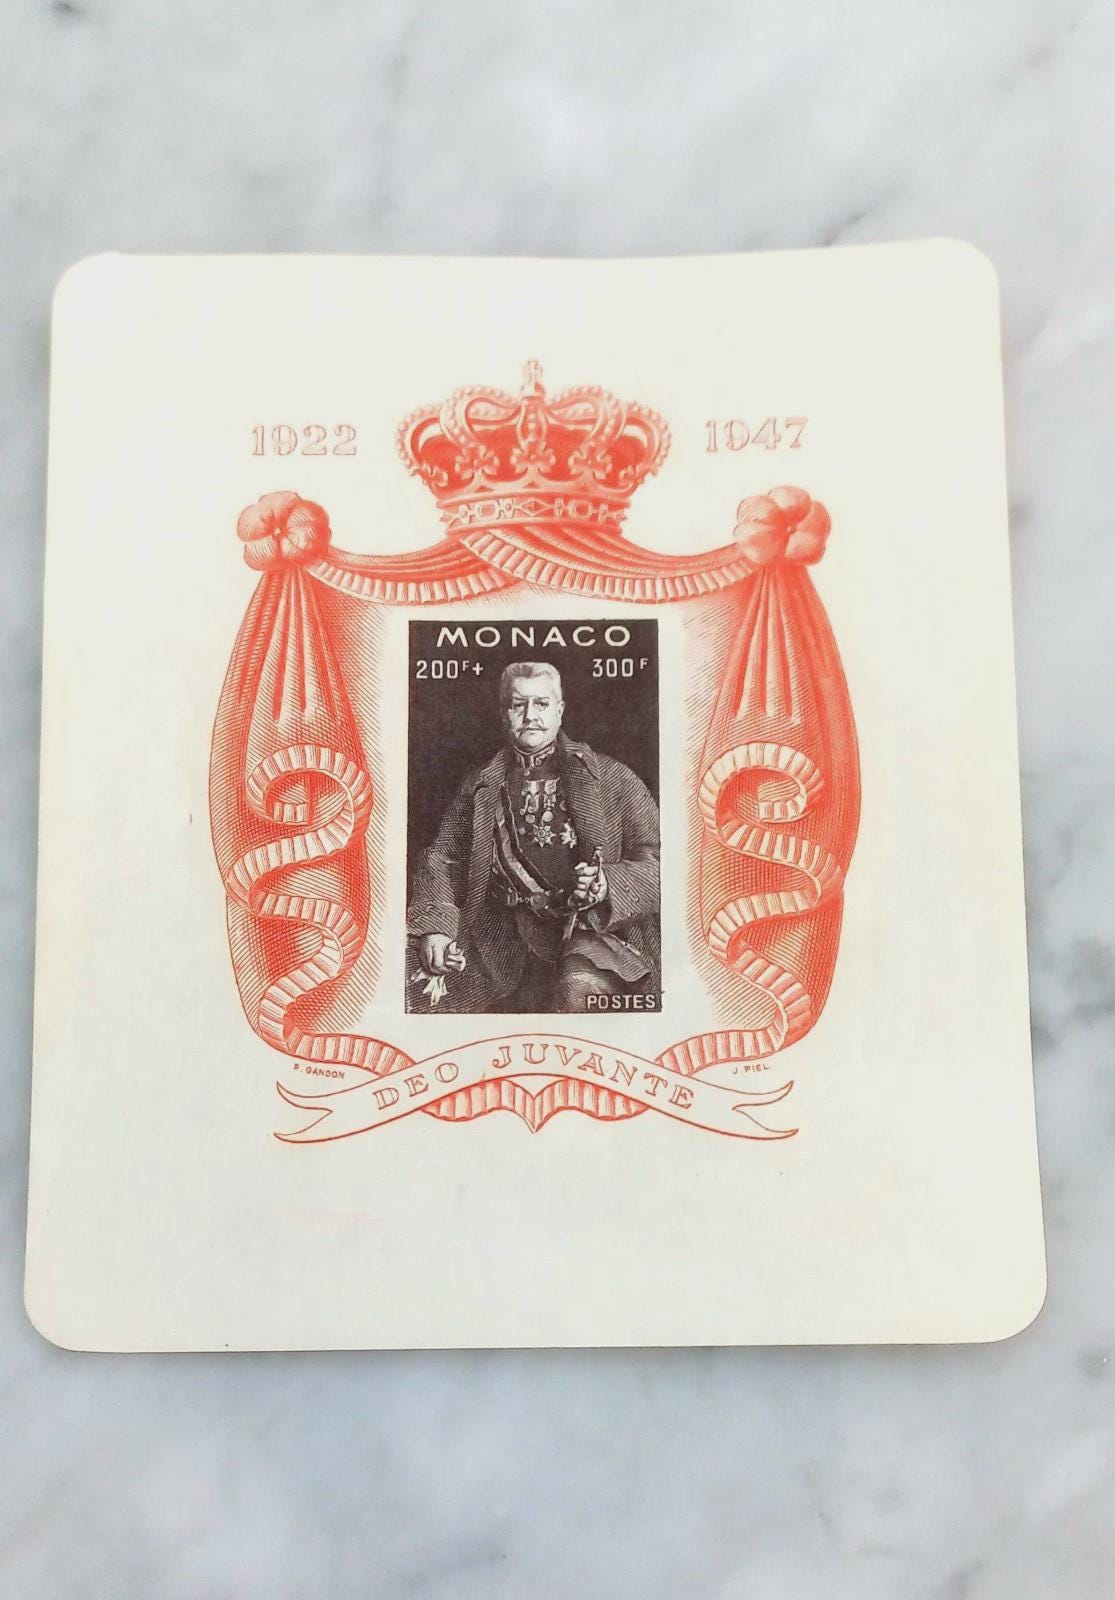 1922
1947
MONACO
200F+ 300F
POSTES
P. GANDON
J. PIEL
DEO JUVANTE